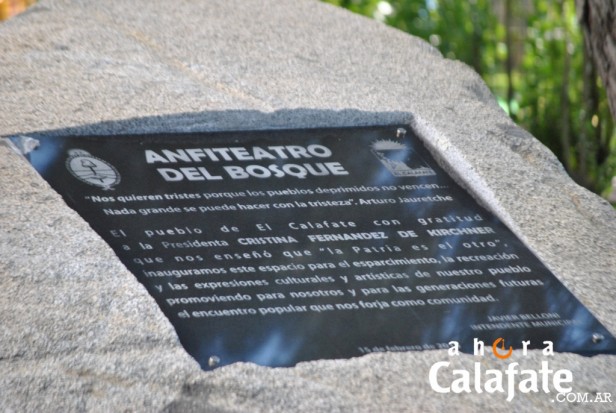 ANFITEATRO
DEL BOSQUE
"Nos quieren tristes porque los pueblos deprimidos no vencen...
Nada grande se puede hacer con la tristeza". Arturo Jauretche
El pueblo de El Calafate con gratitud
a la Presidenta CRISTINA FERNANDEZ DE KIRCHNER
que nos enseñó que "la Patria es el otro".
inauguramos este espacio para el esparcimiento, la recreación
y las expresiones culturales y artísticas de nuestro pueblo
promoviendo para nosotros y para las generaciones futuras
el encuentro popular que nos forja como comunidad.
JAVIER BELLONI
INTENDENTE
de febrero de
ahora
Calafate
.COM.AR